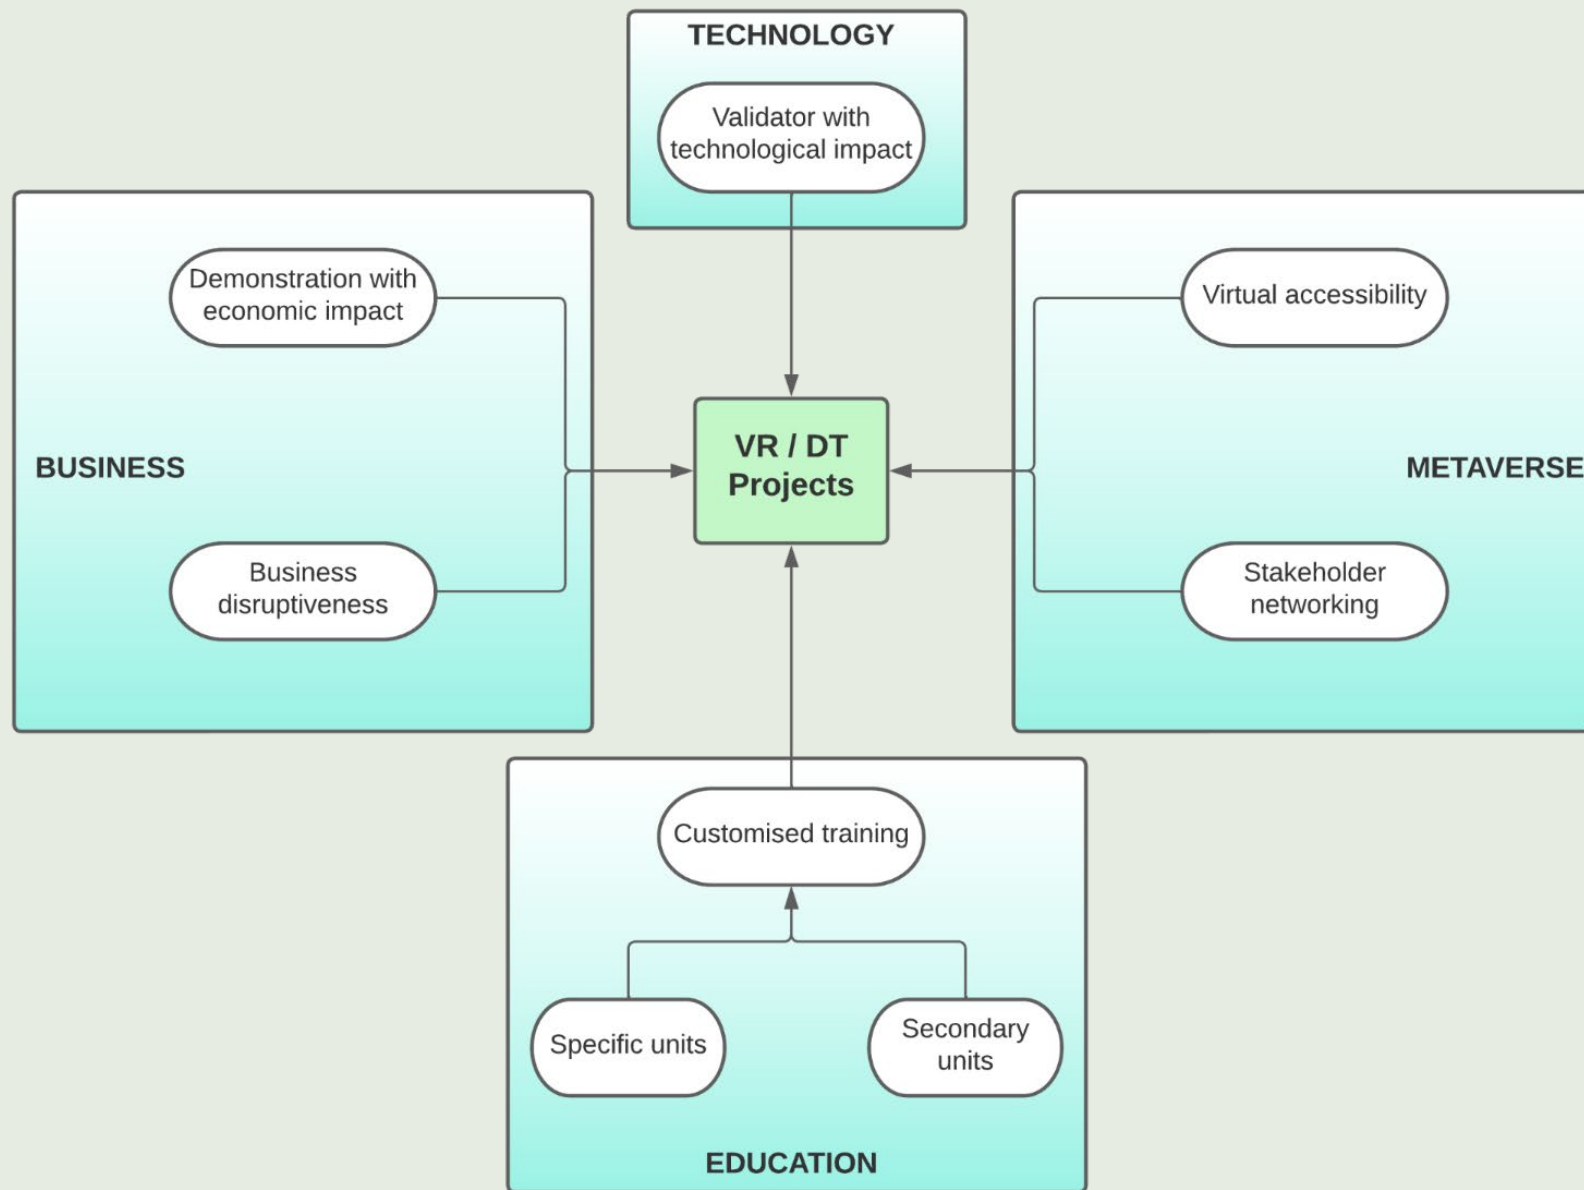 TECHNOLOGY
Validator with
technological impact
Demonstration with
economic impact
BUSINESS
Business
disruptiveness
VR / DT
Projects
Virtual accessibility
METAVERSE
Stakeholder
networking
Customised training
Specific units
Secondary
units
EDUCATION